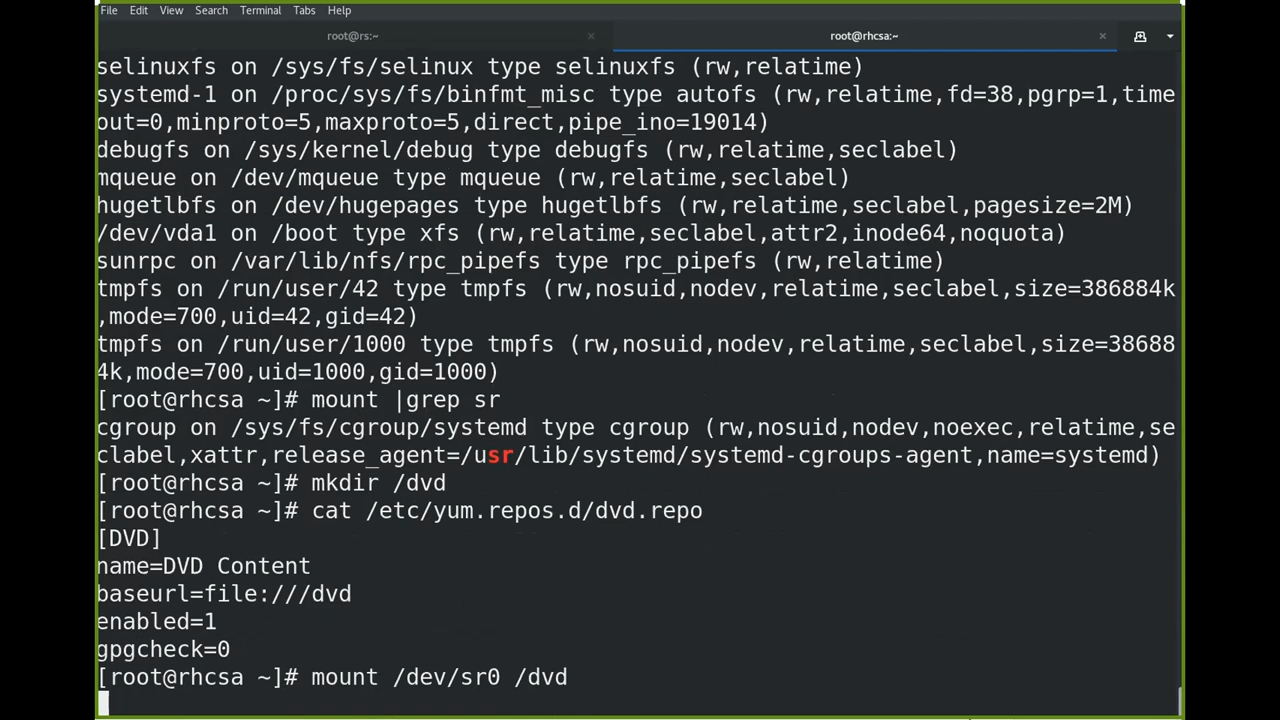 File Edit View Search Terminal Tabs Help
root@rs:~ × root@rhcsa:~ ×
selinuxfs on /sys/fs/selinux type selinuxfs (rw,relatime)
systemd-1 on /proc/sys/fs/binfmt_misc type autofs (rw,relatime,fd=38,pgrp=1,time
out=0,minproto=5,maxproto=5,direct,pipe_ino=19014)
debugfs on /sys/kernel/debug type debugfs (rw,relatime,seclabel)
mqueue on /dev/mqueue type mqueue (rw,relatime,seclabel)
hugetlbfs on /dev/hugepages type hugetlbfs (rw,relatime,seclabel,pagesize=2M)
/dev/vda1 on /boot type xfs (rw,relatime,seclabel,attr2,inode64,noquota)
sunrpc on /var/lib/nfs/rpc_pipefs type rpc_pipefs (rw,relatime)
tmpfs on /run/user/42 type tmpfs (rw,nosuid,nodev,relatime,seclabel,size=386884k
,mode=700,uid=42,gid=42)
tmpfs on /run/user/1000 type tmpfs (rw,nosuid,nodev,relatime,seclabel,size=38688
4k,mode=700,uid=1000,gid=1000)
[root@rhcsa ~]# mount |grep sr
cgroup on /sys/fs/cgroup/systemd type cgroup (rw,nosuid,nodev,noexec,relatime,se
clabel,xattr,release_agent=/usr/lib/systemd/systemd-cgroups-agent,name=systemd)
[root@rhcsa ~]# mkdir /dvd
[root@rhcsa ~]# cat /etc/yum.repos.d/dvd.repo
[DVD]
name=DVD Content
baseurl=file:///dvd
enabled=1
gpgcheck=0
[root@rhcsa ~]# mount /dev/sr0 /dvd